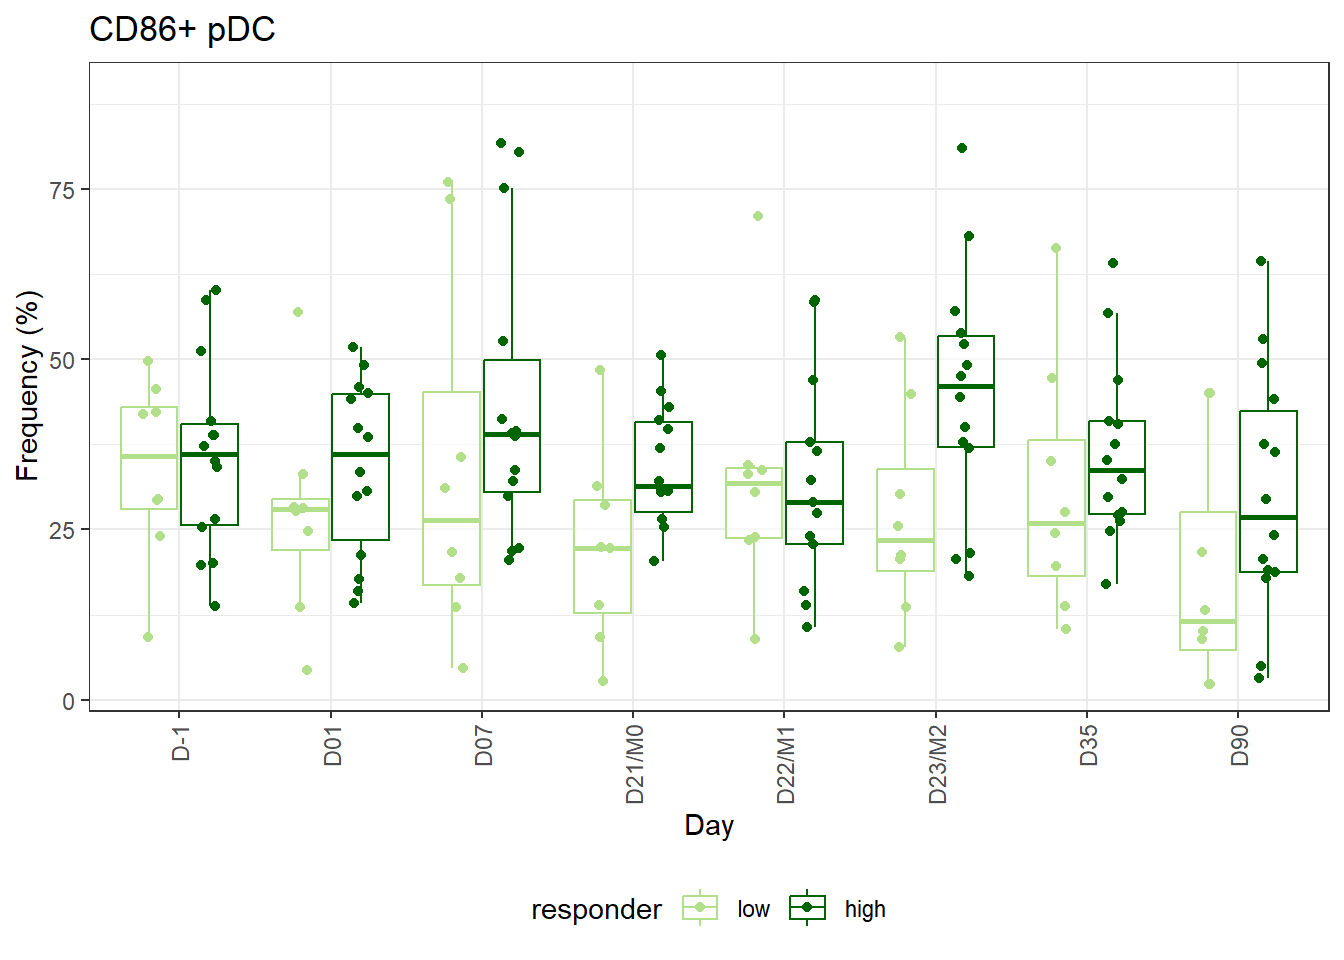 CD86+ pDC
Frequency (%)
75
50
25
0
D-1
D01
D07
D21/M0
D22/M1
D23/M2
D35
D90
Day
responder low high